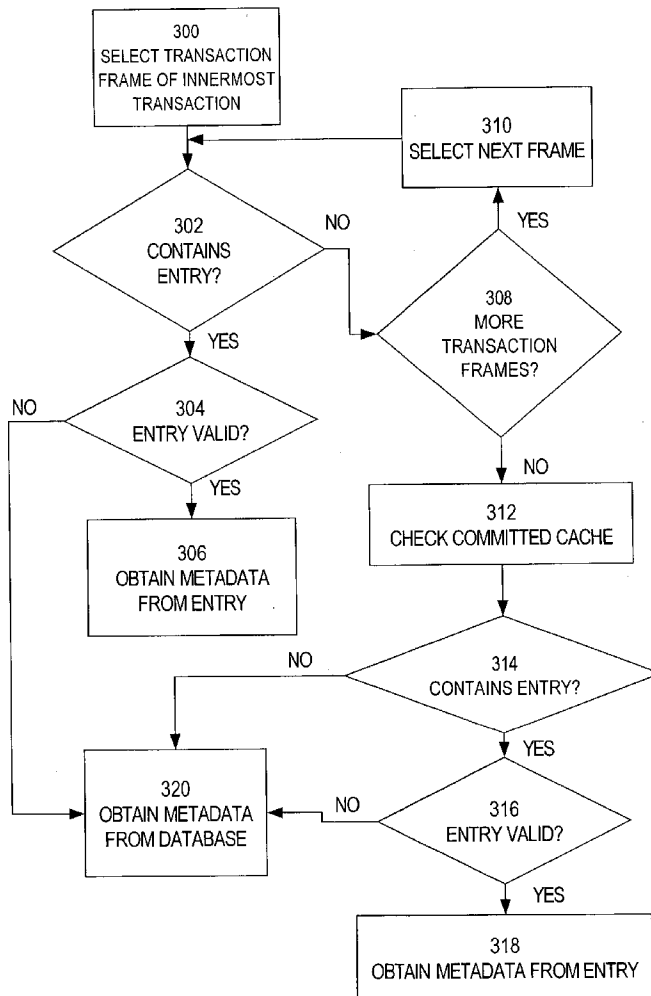 300
SELECT TRANSACTION
FRAME OF INNERMOST
TRANSACTION
310
SELECT NEXT FRAME
NO
YES
302
CONTAINS
ENTRY?
308
MORE
TRANSACTION
FRAMES?
YES
NO
304
ENTRY VALID?
NO
YES
312
CHECK COMMITTED CACHE
306
OBTAIN METADATA
FROM ENTRY
NO
314
CONTAINS ENTRY?
YES
320
OBTAIN METADATA
FROM DATABASE
NO
316
ENTRY VALID?
YES
318
OBTAIN METADATA FROM ENTRY